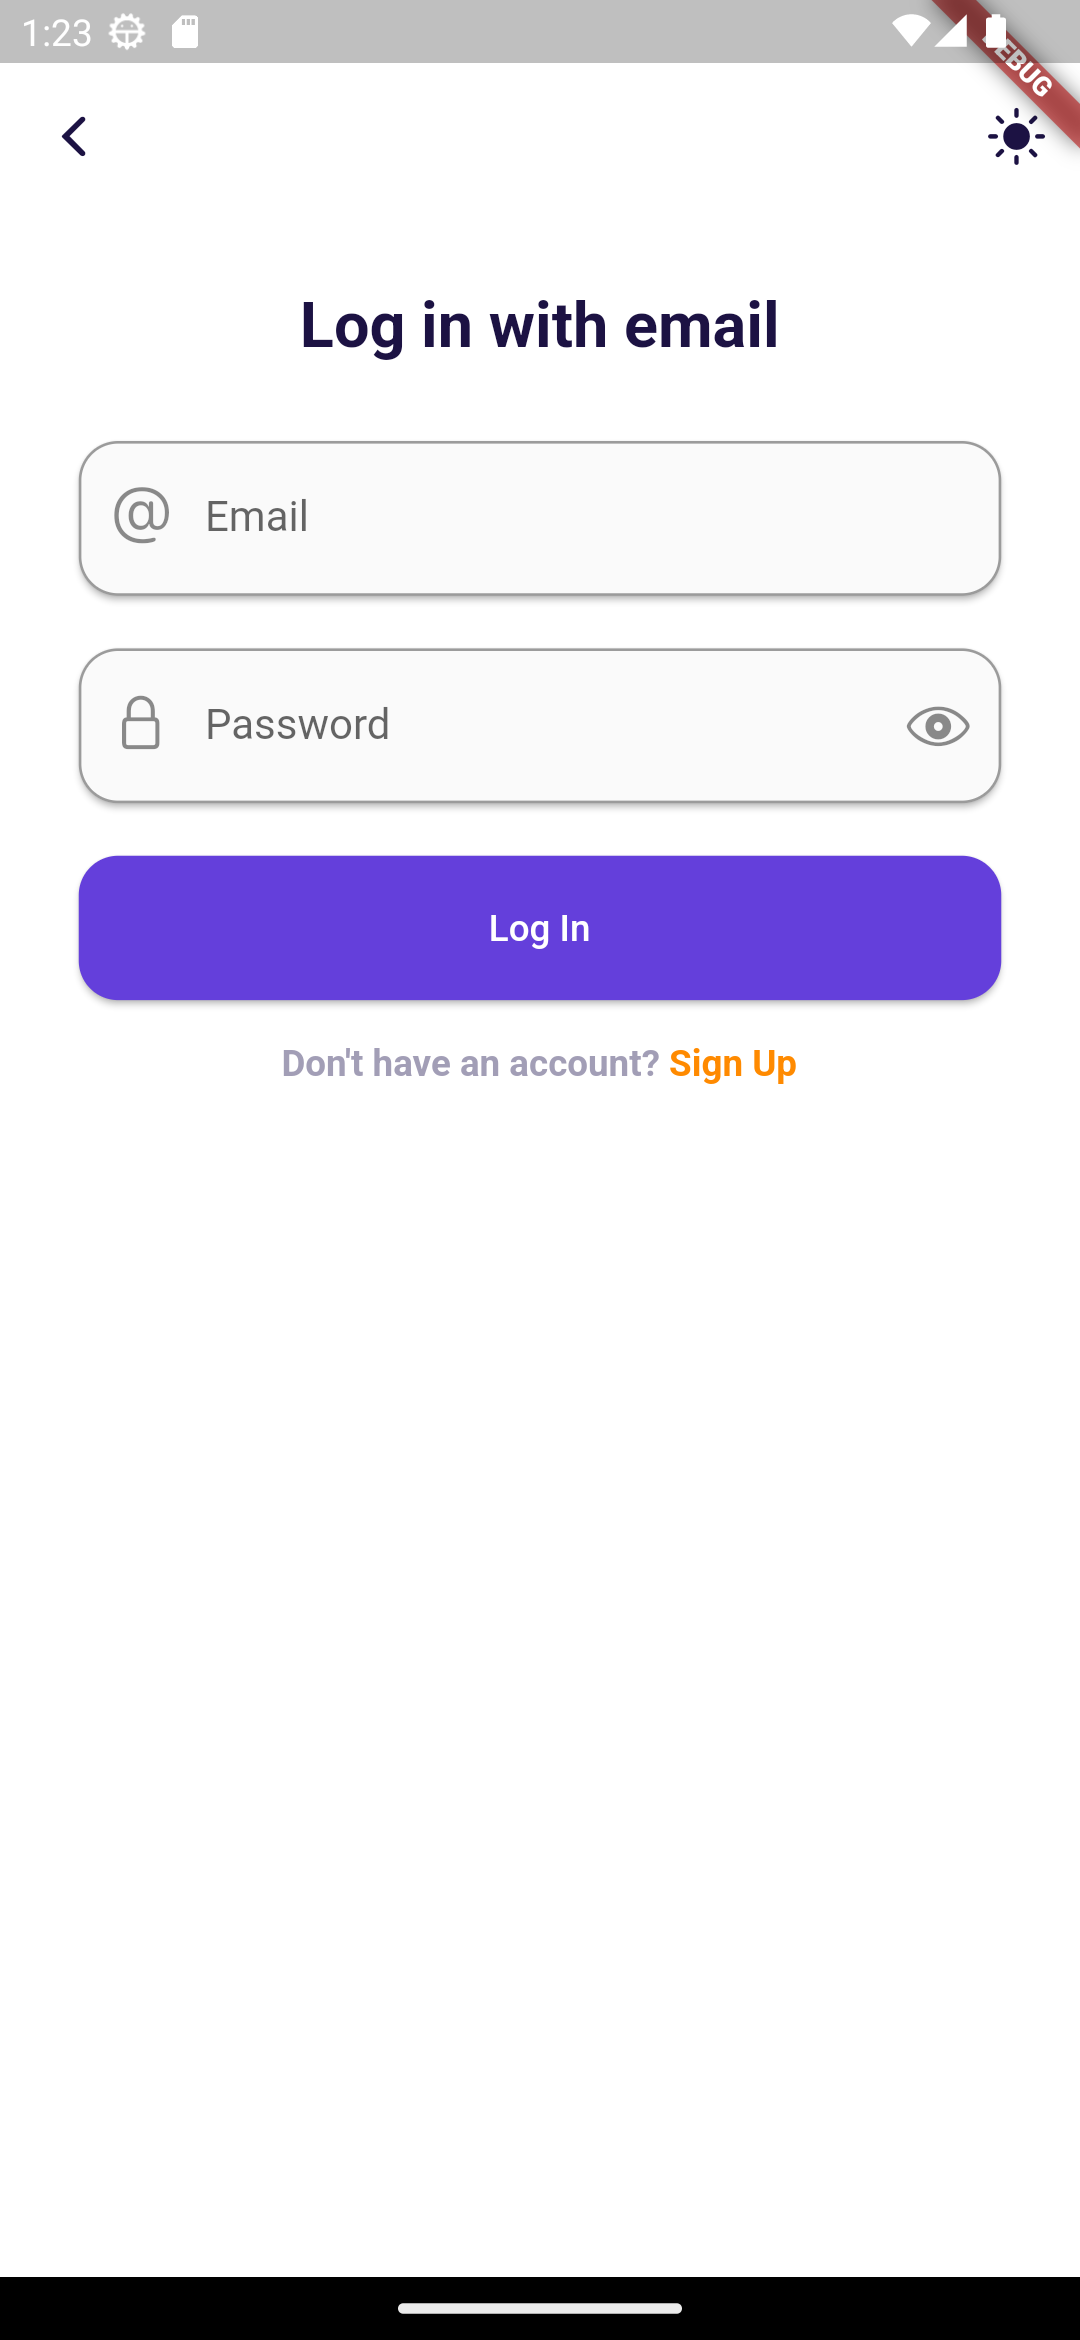 1:23
DEBUG
Log in with email
@ Email
Password
Log In
Don't have an account? Sign Up